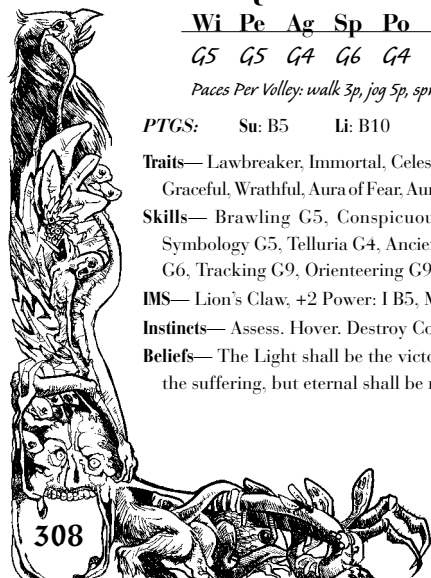 Wi Pe Ag Sp Po
G5 G5 G4 G6 G4
Paces Per Volley: walk 3p, jog 5p,
PTGS: Su: B5 Li: B10
Traits— Lawbreaker, Immortal,
Graceful, Wrathful, Aura of Fear,
Skills— Brawling G5,
Symbology G5, Telluria G4,
G6, Tracking G9, Orienteering G9
IMS— Lion's Claw, +2 Power: I B5,
Instincts— Assess. Hover. Destroy
Beliefs— The Light shall be the
the suffering, but eternal shall be
308